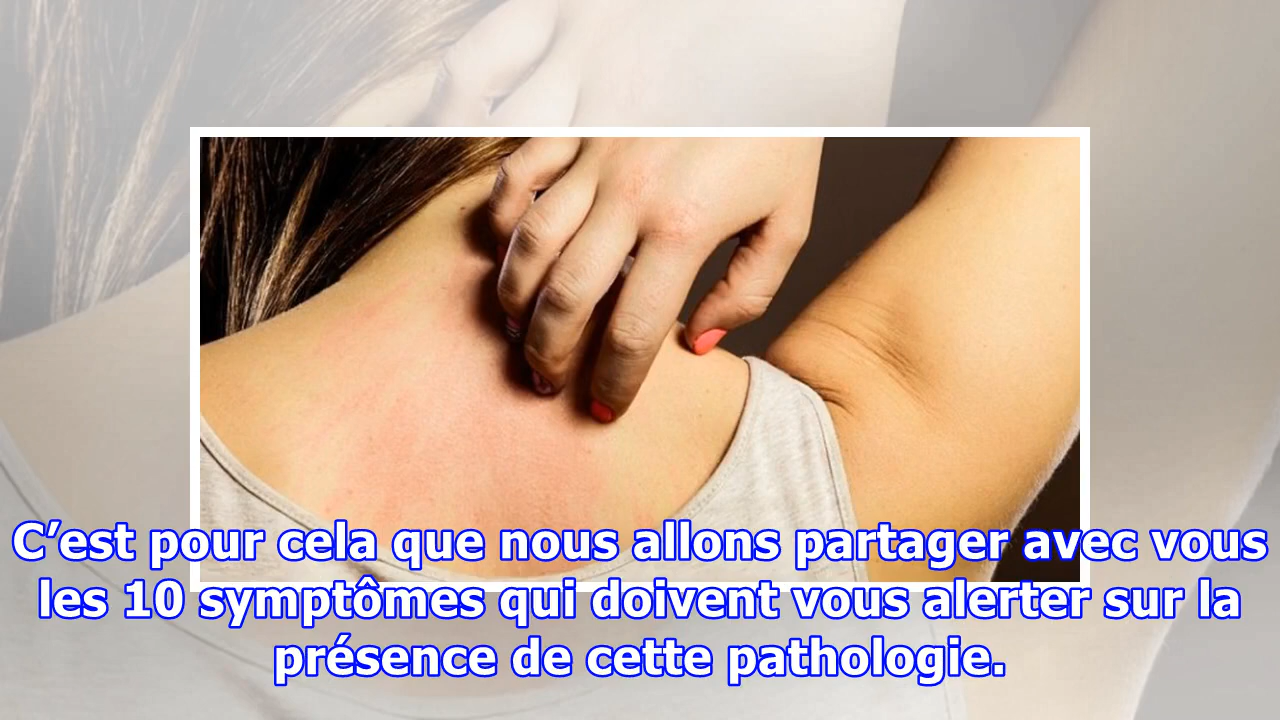 C’est pour cela que nous allons partager avec vous
les 10 symptômes qui doivent vous alerter sur la
présence de cette pathologie.